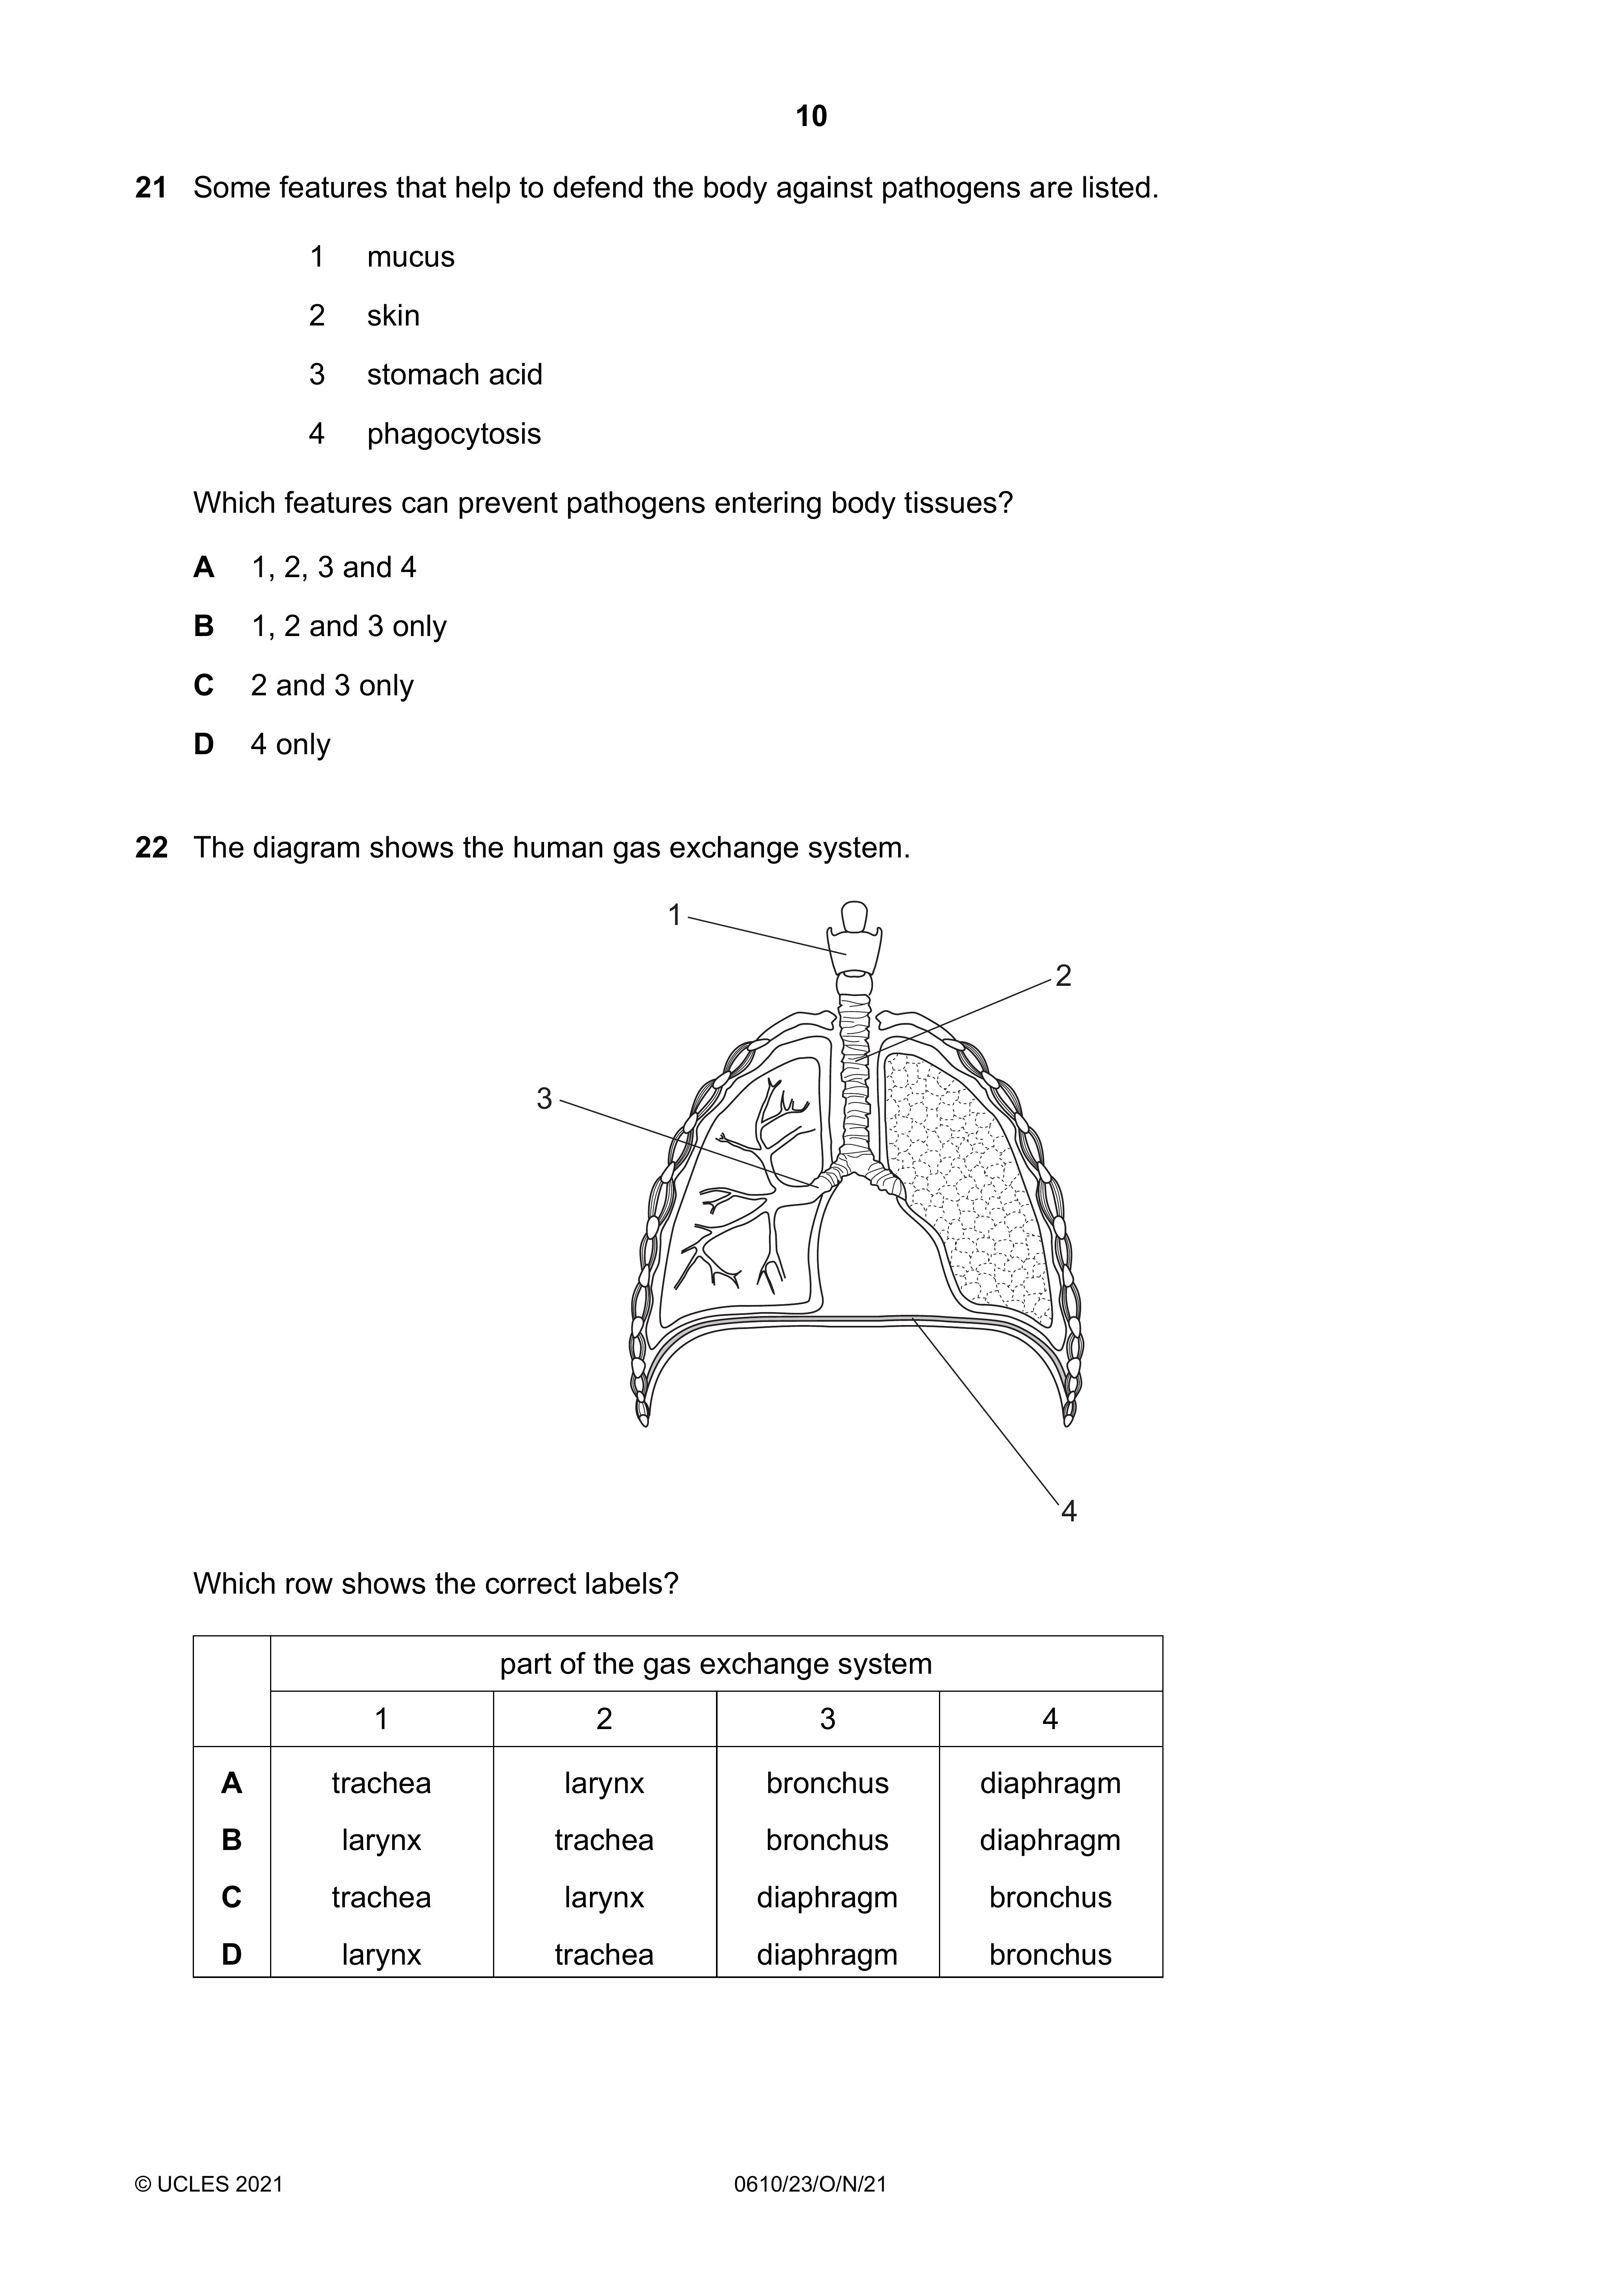 10
21 Some features that help to defend the body against pathogens are listed.
1 mucus
2 skin
3 stomach acid
4 phagocytosis
Which features can prevent pathogens entering body tissues?
A 1, 2, 3 and 4
B 1, 2 and 3 only
C 2 and 3 only
D 4 only
22 The diagram shows the human gas exchange system.
1
2
3
4
Which row shows the correct labels?
part of the gas exchange system
1 2 3 4
A trachea larynx bronchus diaphragm
B larynx trachea bronchus diaphragm
C trachea larynx diaphragm bronchus
D larynx trachea diaphragm bronchus
© UCLES 2021 0610/23/O/N/21